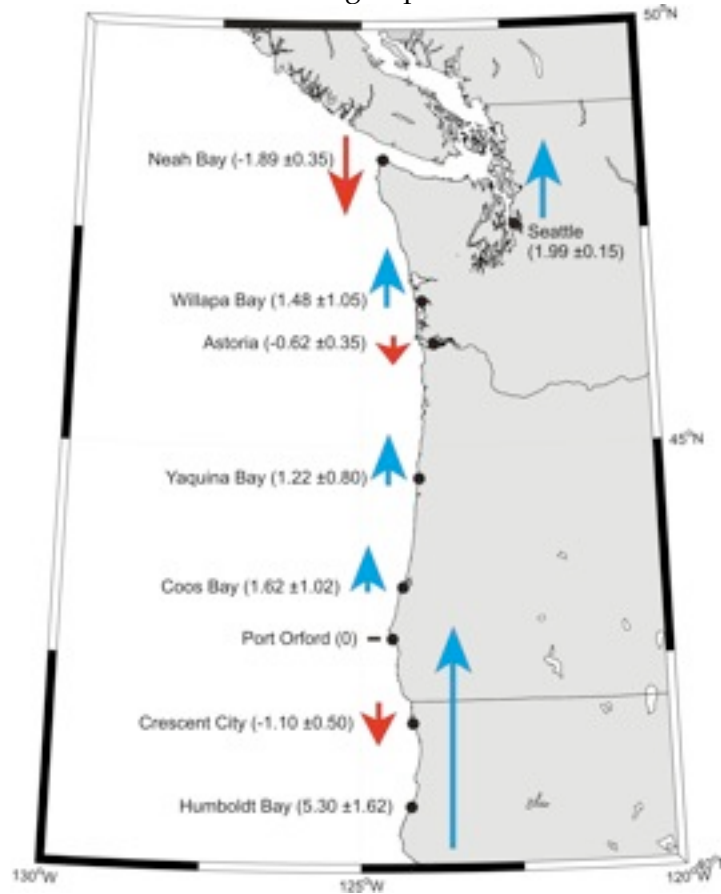 50°N
Neah Bay (-1.89 ±0.35)
Seattle
(1.99 ±0.15)
Willapa Bay (1.48 ±1.05)
Astoria (-0.62 ±0.35)
45°N
Yaquina Bay (1.22 ±0.80)
Coos Bay (1.62 ±1.02)
Port Orford (0)
Crescent City (-1.10 ±0.50)
Humboldt Bay (5.30 ±1.62)
130°W
125°W
120°W
40°N